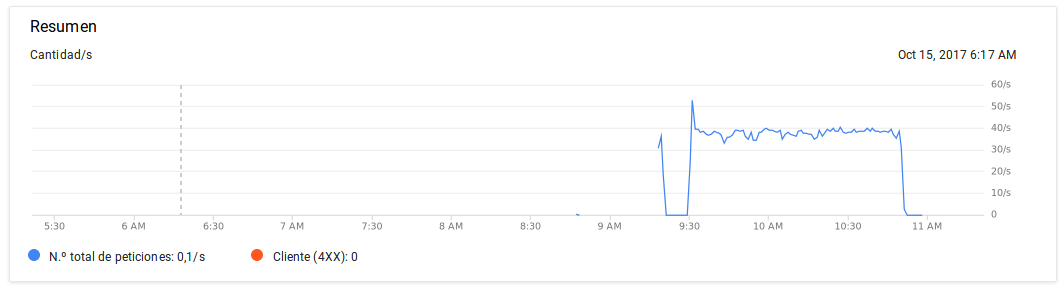 Resumen
Cantidad/s Oct 15, 2017 6:17 AM
60/s
50/s
40/s
30/s
20/s
10/s
0
5:30 6 AM 6:30 7 AM 7:30 8 AM 8:30 9 AM 9:30 10 AM 10:30 11 AM
N.º total de peticiones: 0,1/s Cliente (4XX): 0